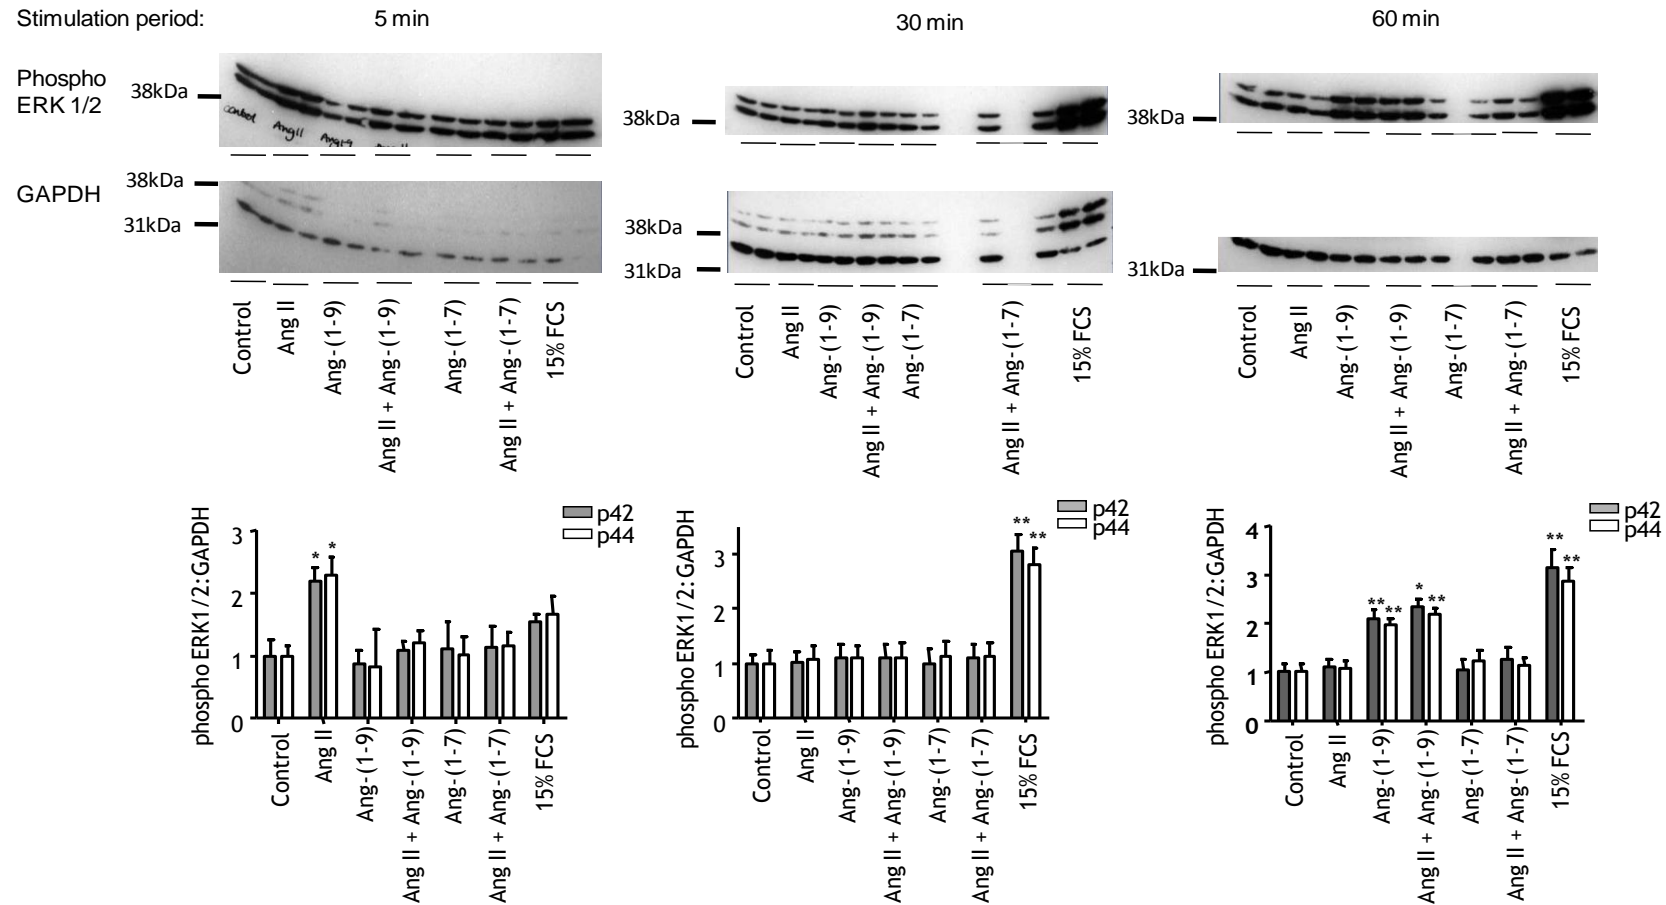 Stimulation period:
5 min
30 min
60 min
Phospho
ERK 1/2
38kDa
38kDa
38kDa
control
Ang II
Ang1-9
GAPDH
38kDa
31kDa
38kDa
31kDa
31kDa
Control
Ang II
Ang- (1-9)
Ang II + Ang- (1-9)
Ang- (1-7)
Ang II + Ang- (1-7)
15% FCS
Control
Ang II
Ang- (1-9)
Ang II + Ang- (1-9)
Ang- (1-7)
Ang II + Ang- (1-7)
15% FCS
Control
Ang II
Ang- (1-9)
Ang II + Ang- (1-9)
Ang- (1-7)
Ang II + Ang- (1-7)
15% FCS
phospho ERK1/2:GAPDH
3
2
1
0
p42
p44
* *
Control
Ang II
Ang- (1-9)
Ang II + Ang- (1-9)
Ang- (1-7)
Ang II + Ang- (1-7)
15% FCS
phospho ERK1/2:GAPDH
3
2
1
0
p42
p44
** **
Control
Ang II
Ang- (1-9)
Ang II + Ang- (1-9)
Ang- (1-7)
Ang II + Ang- (1-7)
15% FCS
phospho ERK1/2:GAPDH
4
3
2
1
0
p42
p44
** ** * ** ** **
Control
Ang II
Ang- (1-9)
Ang II + Ang- (1-9)
Ang- (1-7)
Ang II + Ang- (1-7)
15% FCS